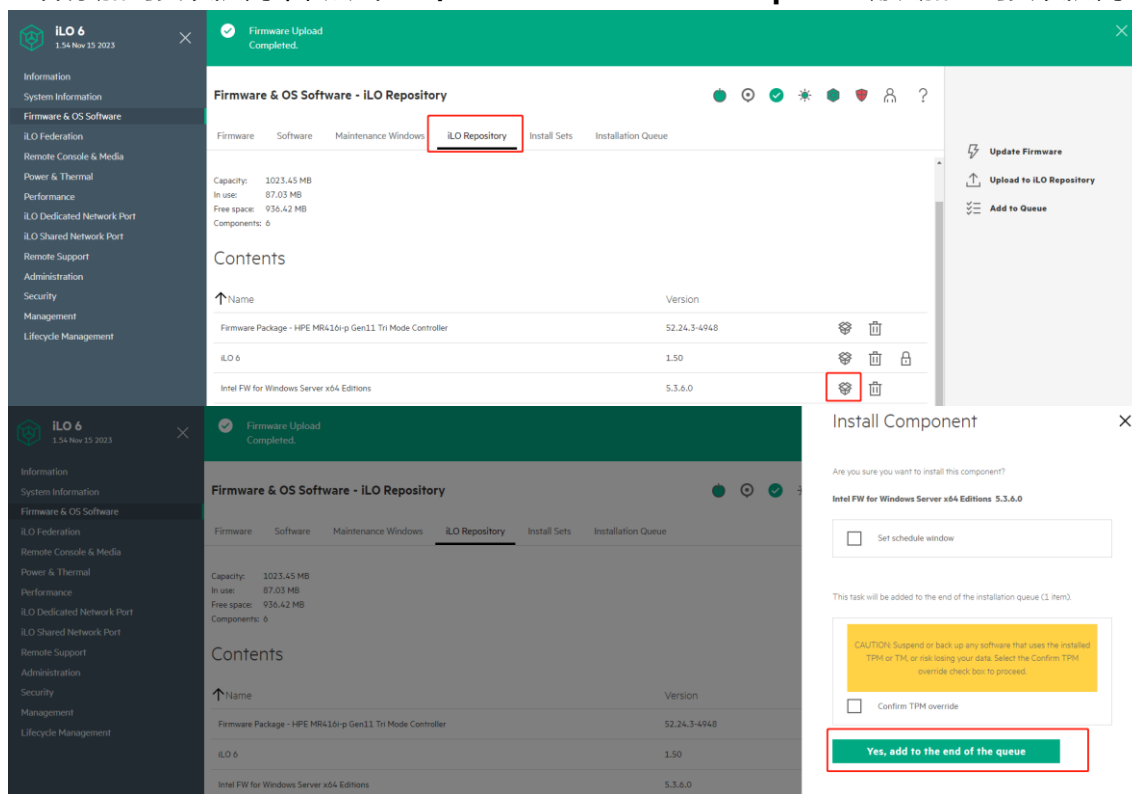 iLO 6
1.54 Nov 15 2023
Firmware Upload
Completed.
Information
System Information
Firmware & OS Software
iLO Federation
Remote Console & Media
Power & Thermal
Performance
iLO Dedicated Network Port
iLO Shared Network Port
Remote Support
Administration
Security
Management
Lifecycle Management
Firmware & OS Software - iLO Repository
Firmware Software Maintenance Windows iLO Repository Install Sets Installation Queue
Capacity: 1023.45 MB
In use: 87.03 MB
Free space: 936.42 MB
Components: 6
Contents
Name Version
Firmware Package - HPE MR416i-p Gen11 Tri Mode Controller 52.24.3-4948
iLO 6 1.50
Intel FW for Windows Server x64 Editions 5.3.6.0
Update Firmware
Upload to iLO Repository
Add to Queue
iLO 6
1.54 Nov 15 2023
Firmware Upload
Completed.
Information
System Information
Firmware & OS Software
iLO Federation
Remote Console & Media
Power & Thermal
Performance
iLO Dedicated Network Port
iLO Shared Network Port
Remote Support
Administration
Security
Management
Lifecycle Management
Firmware & OS Software - iLO Repository
Firmware Software Maintenance Windows iLO Repository Install Sets Installation Queue
Capacity: 1023.45 MB
In use: 87.03 MB
Free space: 936.42 MB
Components: 6
Contents
Name Version
Firmware Package - HPE MR416i-p Gen11 Tri Mode Controller 52.24.3-4948
iLO 6 1.50
Intel FW for Windows Server x64 Editions 5.3.6.0
Install Component
Are you sure you want to install this component?
Intel FW for Windows Server x64 Editions 5.3.6.0
Set schedule window
This task will be added to the end of the installation queue (1 item).
CAUTION: Suspend or back up any software that uses the installed
TPM or TM, or risk losing your data. Select the Confirm TPM
override check box to proceed.
Confirm TPM override
Yes, add to the end of the queue